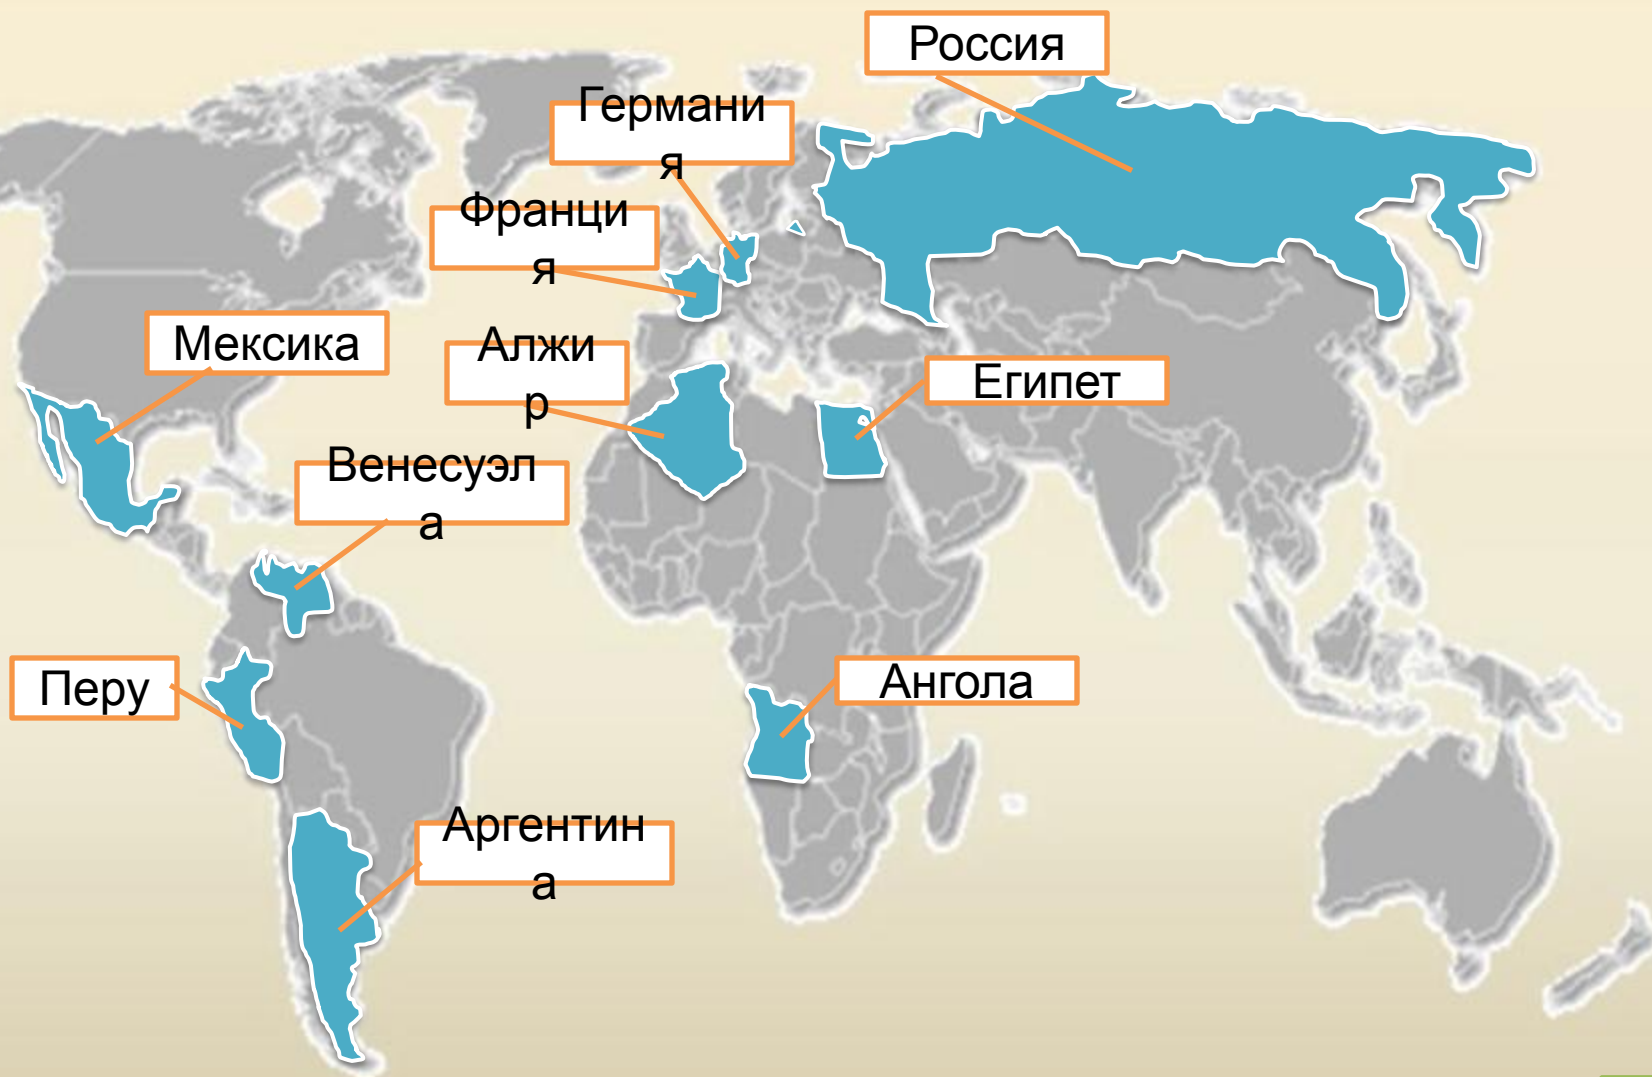 Россия
Германи
я
Франци
я
Мексика
Алжи
р
Египет
Венесуэл
а
Перу
Ангола
Аргентин
а